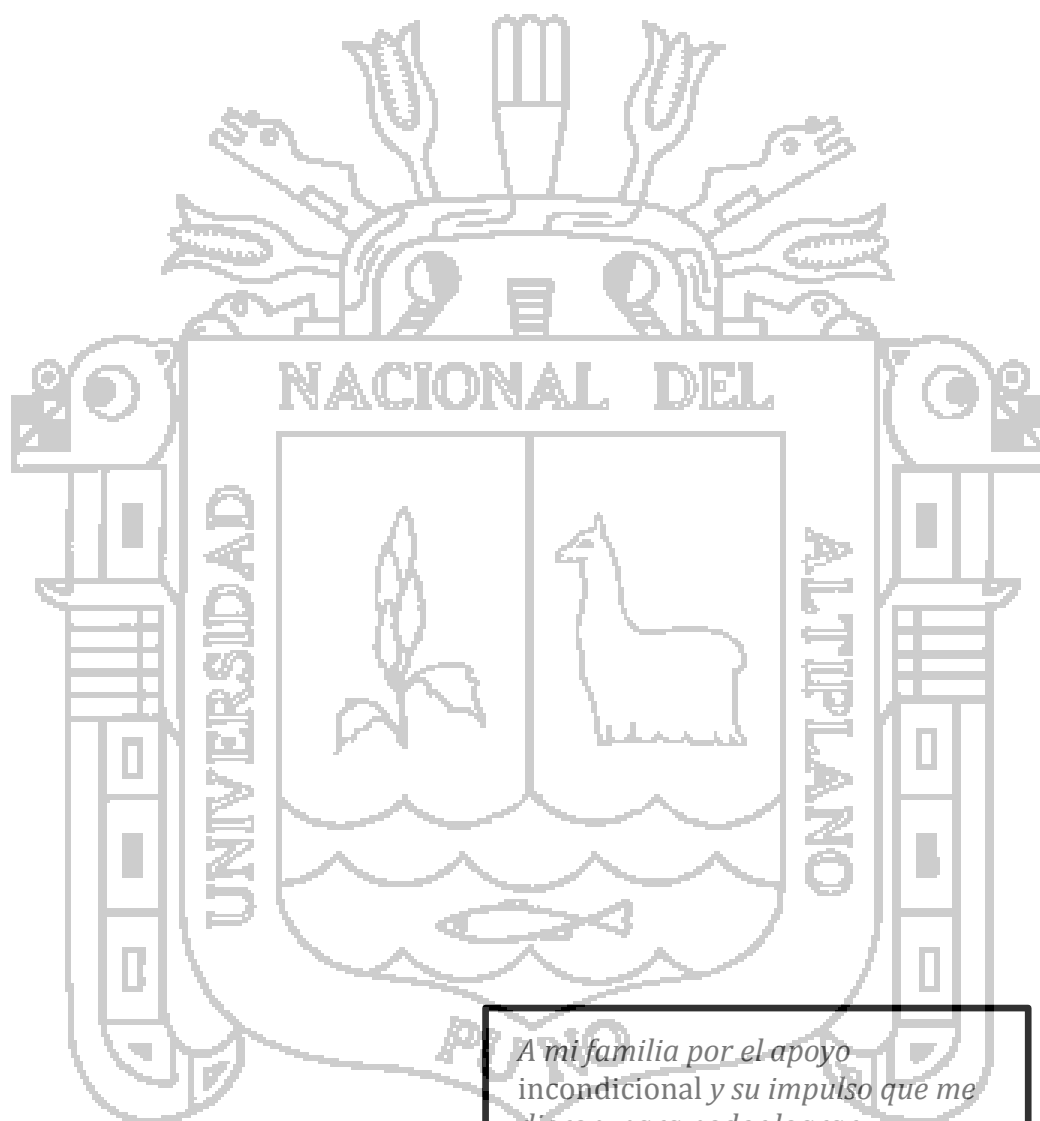 NACIONAL DEL
UNIVERSIDAD
ALTIPLANO
PUNO
A mi familia por el apoyo
incondicional y su impulso que me